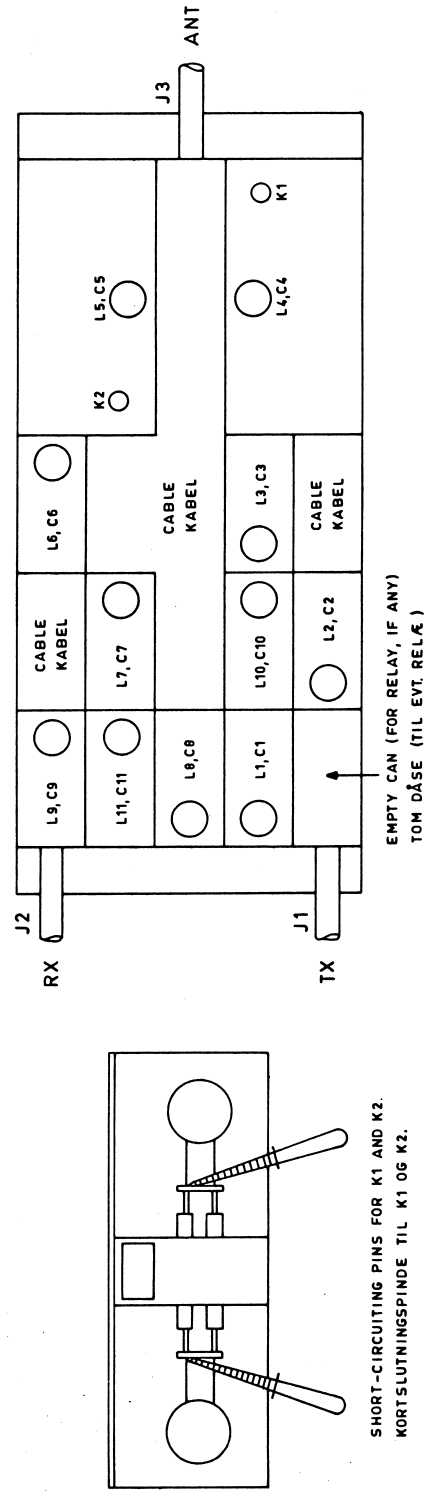 SHORT-CIRCUITING PINS FOR K1 AND K2.
KORTSLUTNINGSPINDE TIL K1 OG K2.
J2
RX
L9, C9
CABLE
KABEL
L6, C6
K2
L5, C5
L11, C11
L7, C7
J3
ANT
L8, C8
CABLE
KABEL
L1, C1
L10, C10
L3, C3
L4, C4
K1
J1
TX
L2, C2
CABLE
KABEL
EMPTY CAN (FOR RELAY, IF ANY)
TOM DÅSE (TIL EVT. RELÆ)